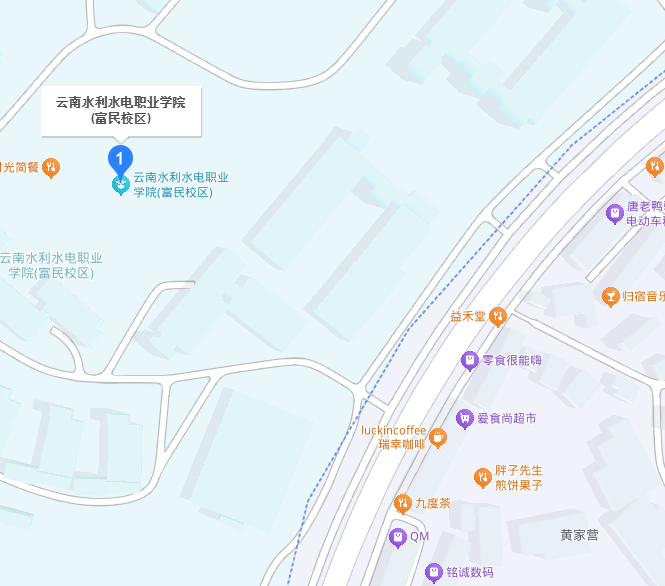 云南水利水电职业学院
(富民校区)
1
时光简餐
云南水利水电职业
学院(富民校区)
唐老鸭
电动车
云南水利水电职业
学院(富民校区)
归宿音乐
益禾堂
零食很能嗨
爱食尚超市
luckincoffee
瑞幸咖啡
胖子先生
煎饼果子
九度茶
黄家营
QM
铭诚数码